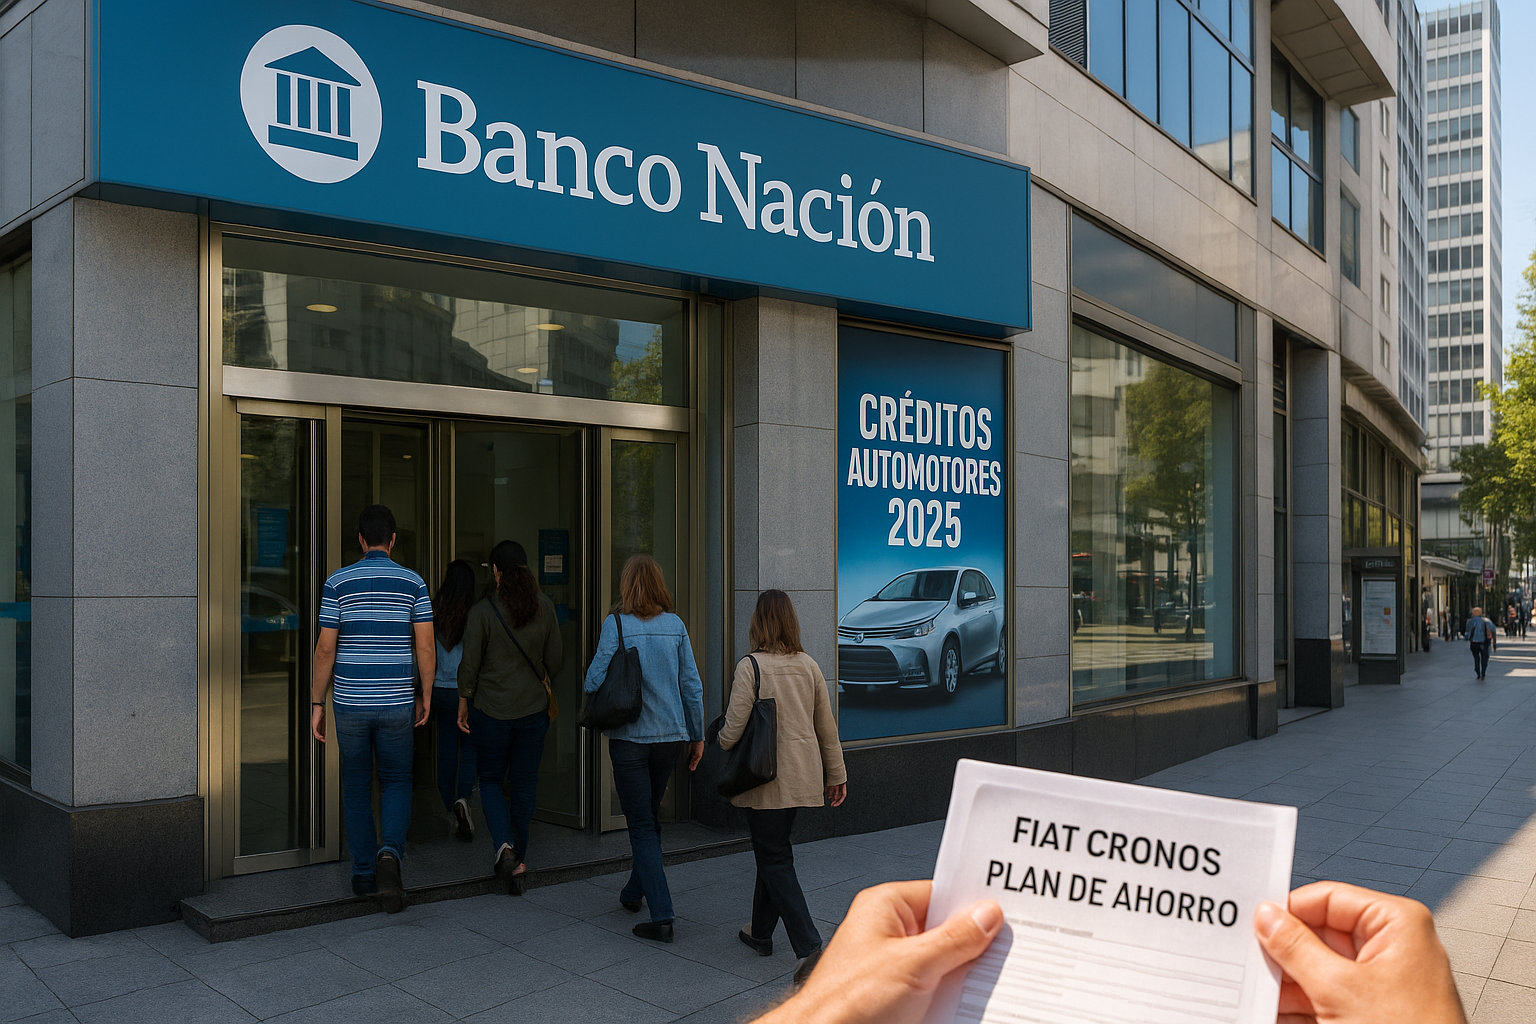 Banco Nación
CRÉDITOS
AUTOMOTORES
2025
FIAT CRONOS
PLAN DE AHORRO